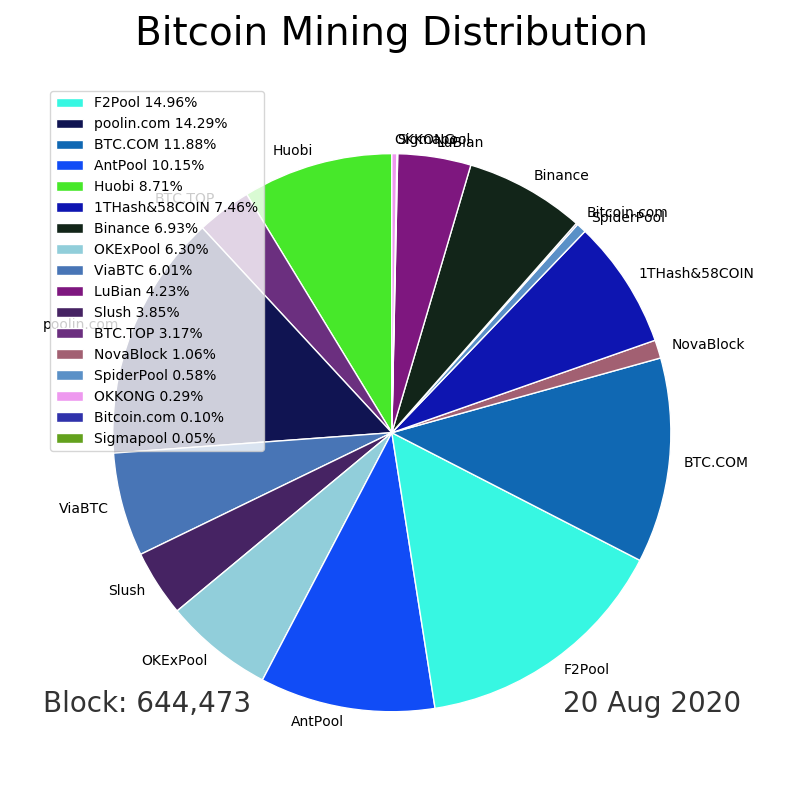 Bitcoin Mining Distribution
F2Pool 14.96%
poolin.com 14.29%
BTC.COM 11.88%
AntPool 10.15%
Huobi 8.71%
1THash&58COIN 7.46%
Binance 6.93%
OKExPool 6.30%
ViaBTC 6.01%
LuBian 4.23%
Slush 3.85%
BTC.TOP 3.17%
NovaBlock 1.06%
SpiderPool 0.58%
OKKONG 0.29%
Bitcoin.com 0.10%
Sigmapool 0.05%
OKKONG
Sigmapool
LuBian
Huobi
Binance
BTC.TOP
Bitcoin.com
SpiderPool
1THash&58COIN
poolin.com
NovaBlock
BTC.COM
ViaBTC
Slush
OKExPool
F2Pool
AntPool
Block: 644,473
20 Aug 2020